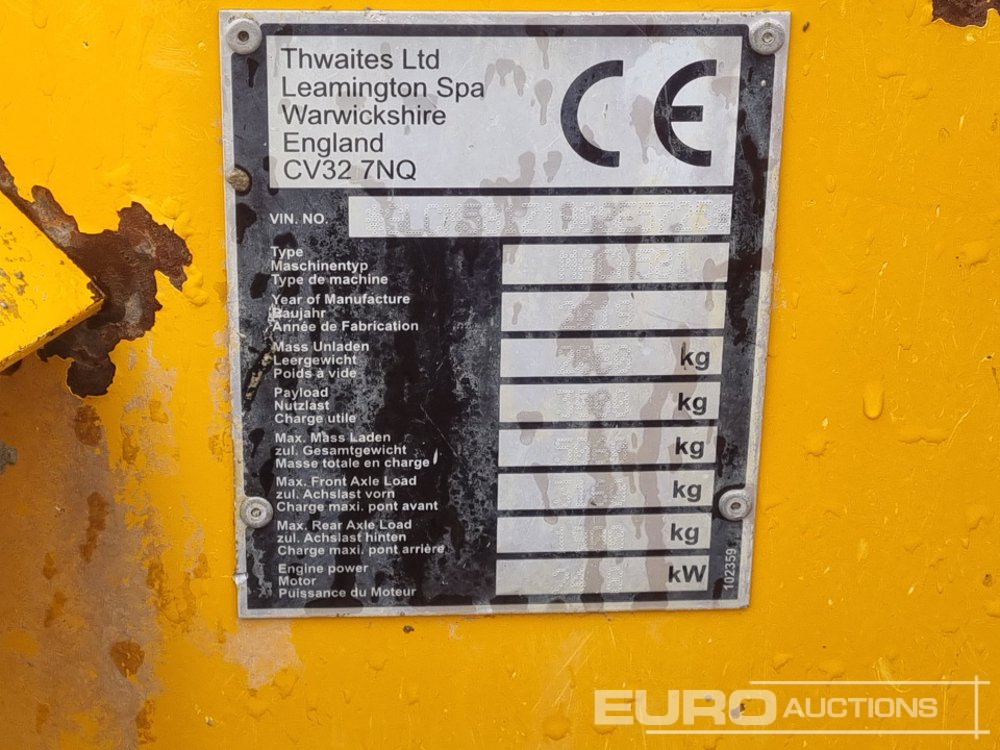 Thwaites Ltd
Leamington Spa
Warwickshire
England
CV32 7NQ
CE
VIN. NO.
Type
Maschinentyp
Type de machine
Year of Manufacture
Baujahr
Année de Fabrication
Mass Unladen
Leergewicht
Poids à vide
kg
Payload
Nutzlast
Charge utile
kg
Max. Mass Laden
zul. Gesamtgewicht
Masse totale en charge
kg
Max. Front Axle Load
zul. Achslast vorn
Charge maxi. pont avant
kg
Max. Rear Axle Load
zul. Achslast hinten
Charge maxi. pont arrière
kg
Engine power
Motor
Puissance du Moteur
kW
102359
EURO AUCTIONS